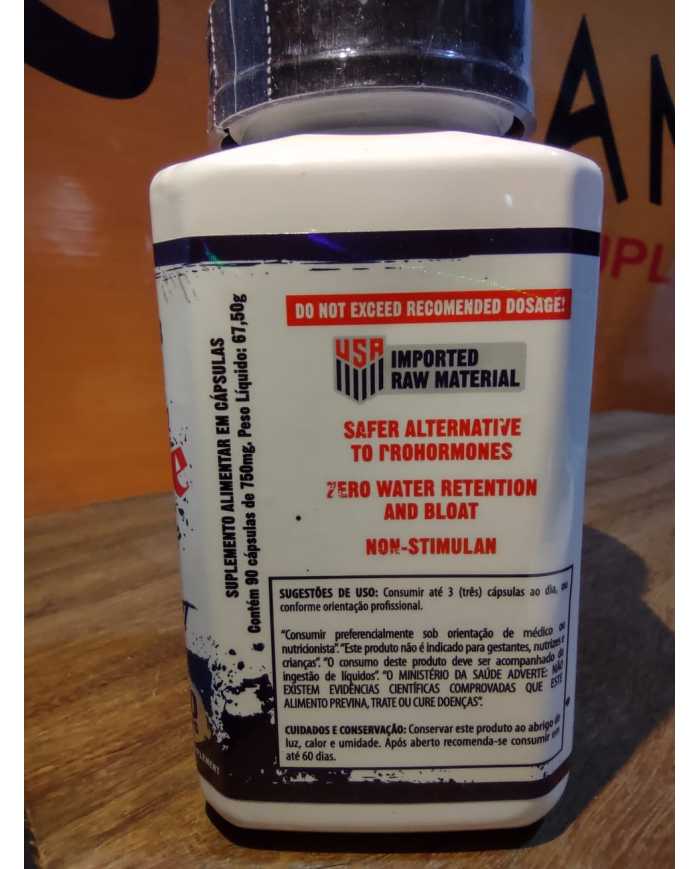 AM
UPL
DO NOT EXCEED RECOMENDED DOSAGE!
USA
IMPORTED
RAW MATERIAL
SAFER ALTERNATIVE
TO PROHORMONES
ZERO WATER RETENTION
AND BLOAT
NON-STIMULAN
SUPLEMENTO ALIMENTAR EM CÁPSULAS
Contém 90 cápsulas de 750mg. Peso Líquido: 67,50g
SUGESTÕES DE USO: Consumir até 3 (três) cápsulas ao dia, ou
conforme orientação profissional.
"Consumir preferencialmente sob orientação de médico ou
nutricionista". "Este produto não é indicado para gestantes, nutrizes e
crianças". "O consumo deste produto deve ser acompanhado da
ingestão de líquidos". "O MINISTÉRIO DA SAÚDE ADVERTE: NÃO
EXISTEM EVIDÊNCIAS CIENTÍFICAS COMPROVADAS QUE ESTE
ALIMENTO PREVINA, TRATE OU CURE DOENÇAS".
CUIDADOS E CONSERVAÇÃO: Conservar este produto ao abrigo da
luz, calor e umidade. Após aberto recomenda-se consumir em
até 60 dias.